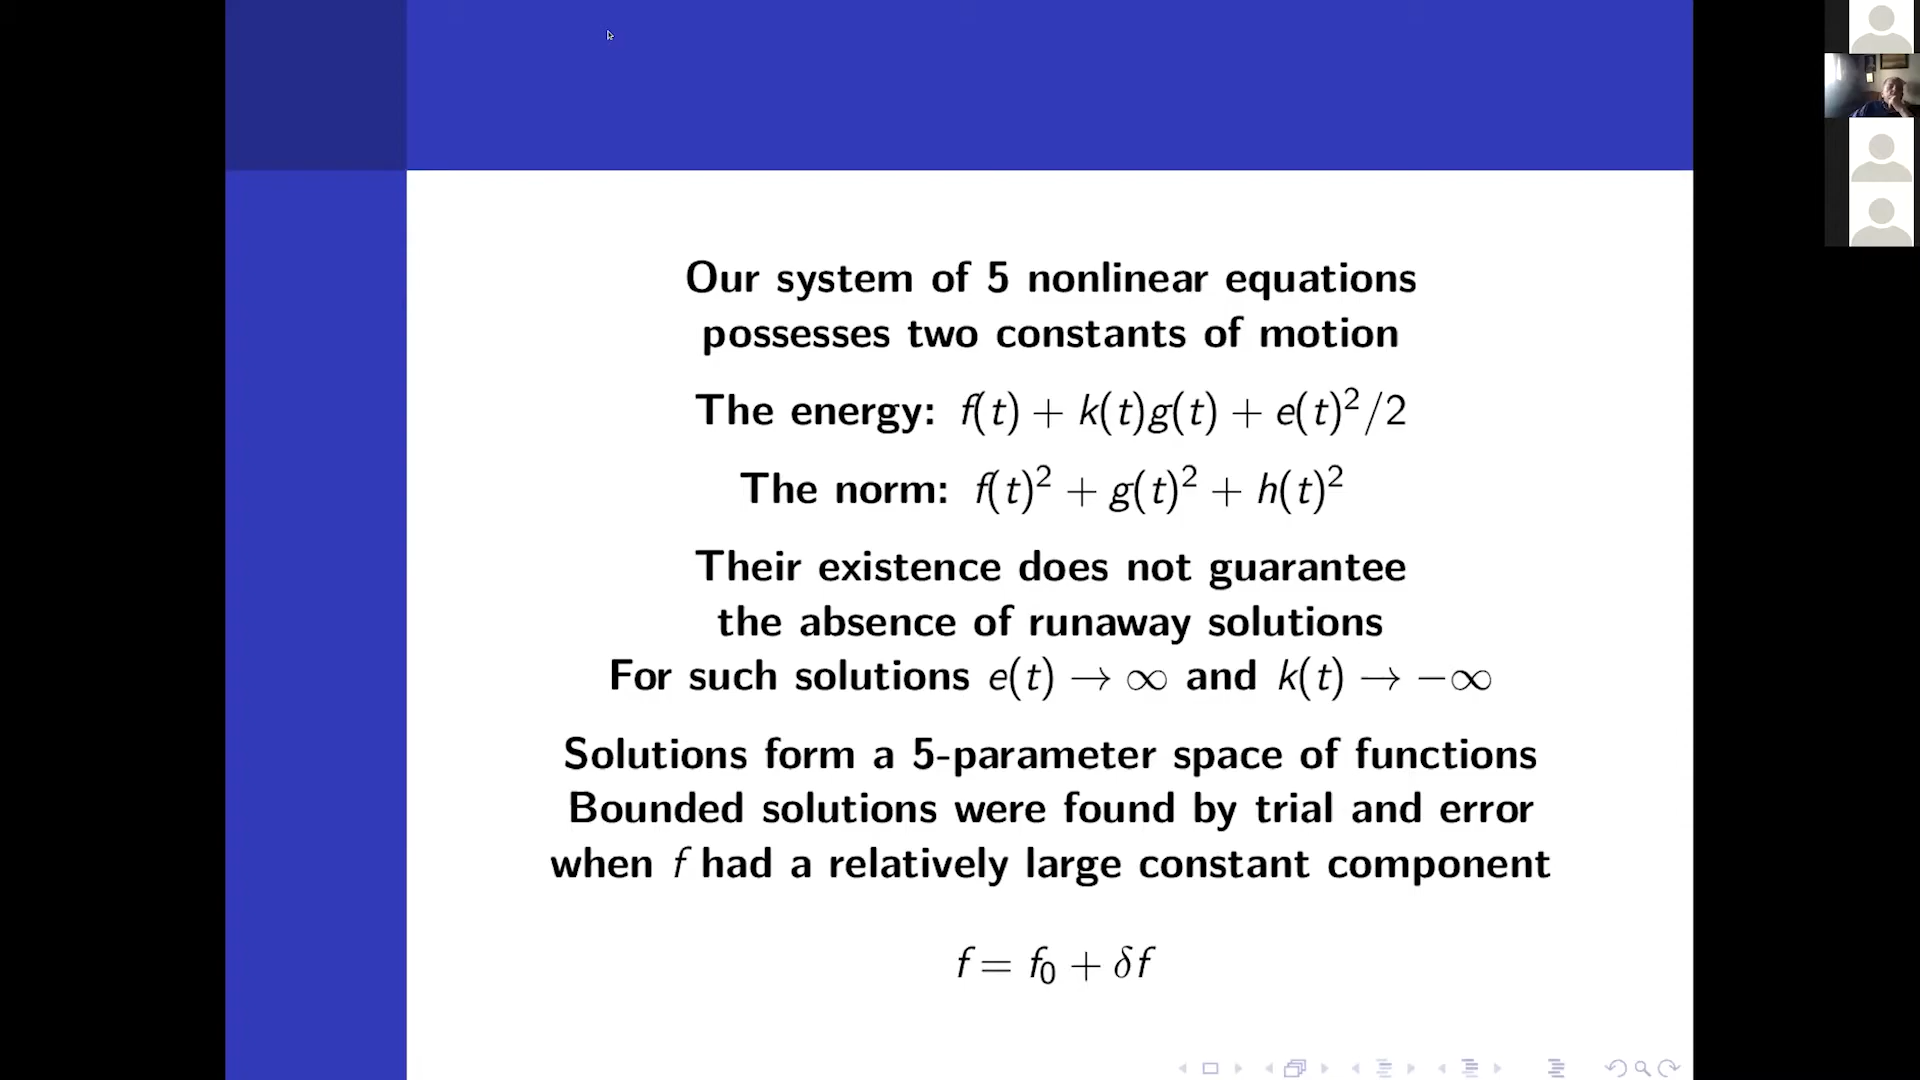 Our system of 5 nonlinear equations
possesses two constants of motion
The energy: f(t) + k(t)g(t) + e(t)²/2
The norm: f(t)² + g(t)² + h(t)²
Their existence does not guarantee
the absence of runaway solutions
For such solutions e(t) → ∞ and k(t) → −∞
Solutions form a 5-parameter space of functions
Bounded solutions were found by trial and error
when f had a relatively large constant component
f = f₀ + δf